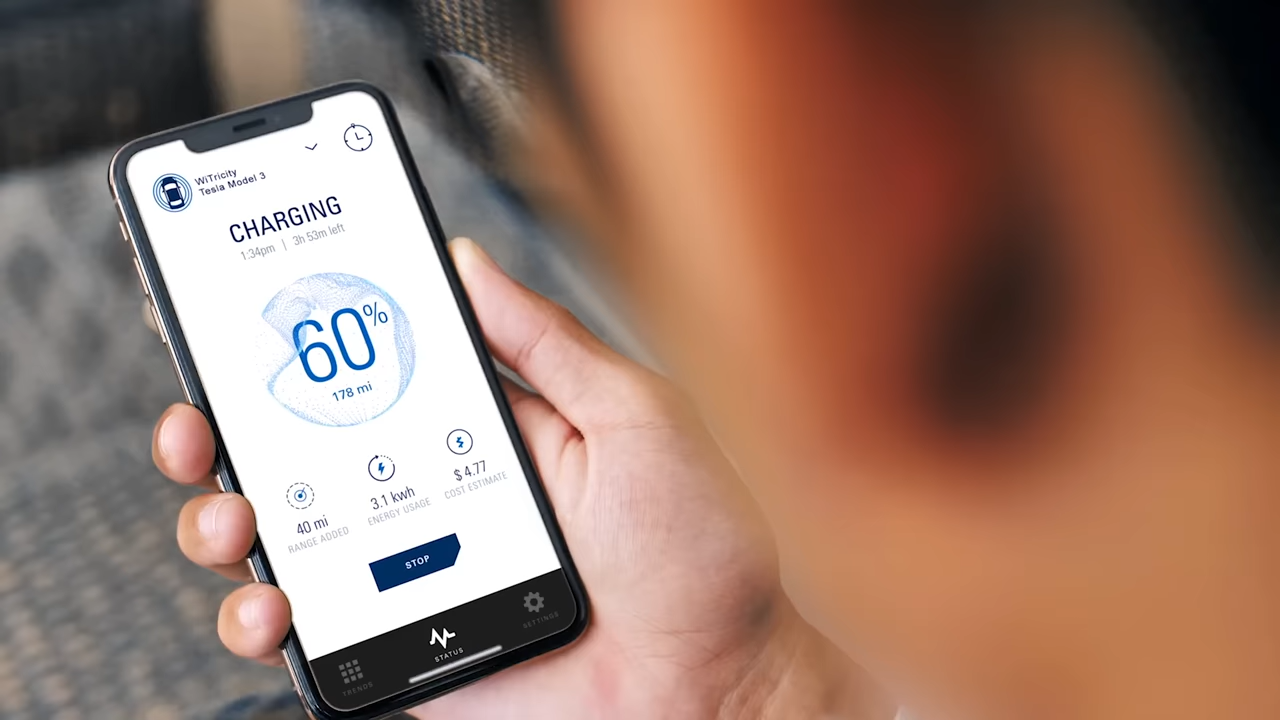 WiTricity
Tesla Model 3
CHARGING
1:34pm | 3h 53m left
60%
178 mi
40 mi
RANGE ADDED
3.1 kwh
ENERGY USAGE
$ 4.77
COST ESTIMATE
STOP
TRENDS
STATUS
SETTINGS